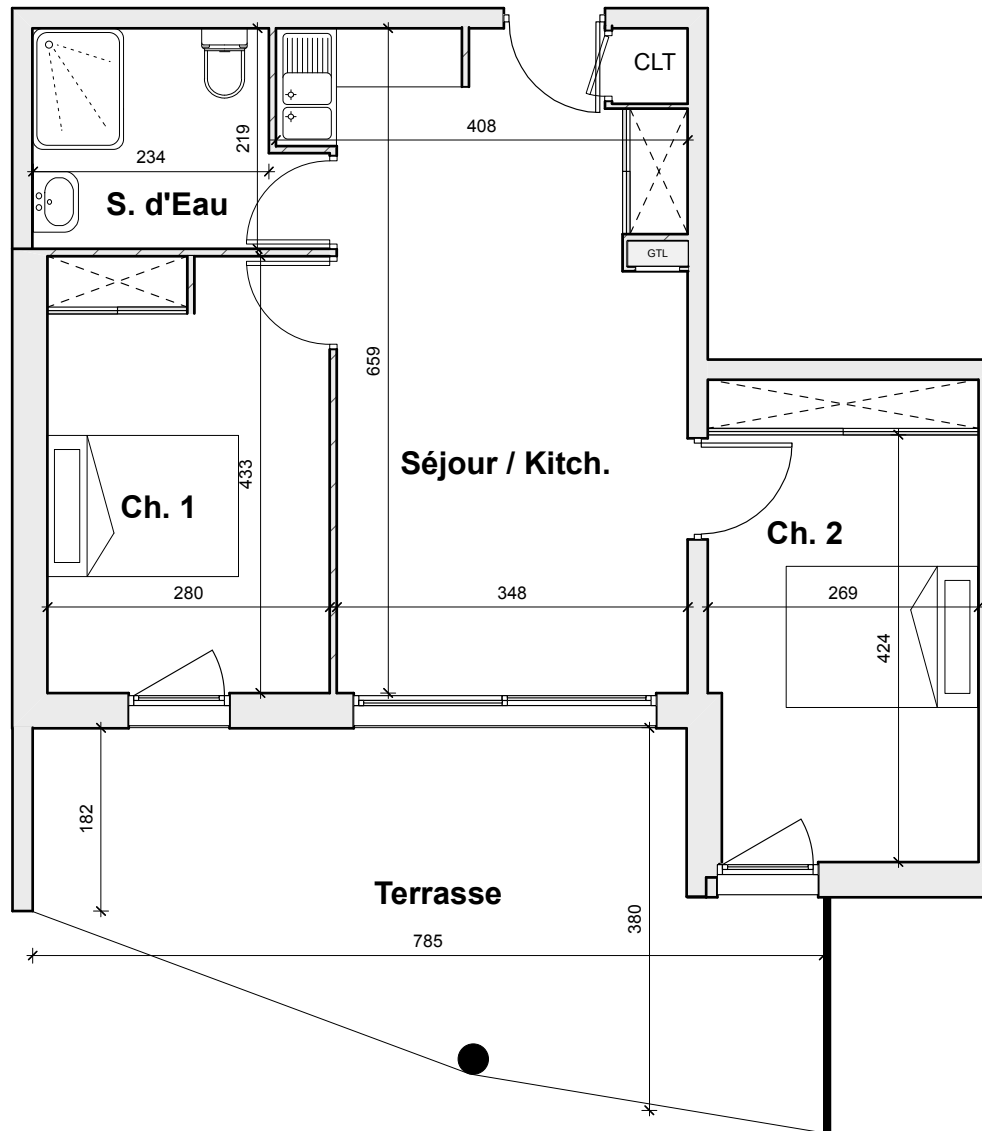 CLT
408
219
234
S. d'Eau
GTL
659
Séjour / Kitch.
433
Ch. 1
Ch. 2
280
348
269
424
182
Terrasse
380
785